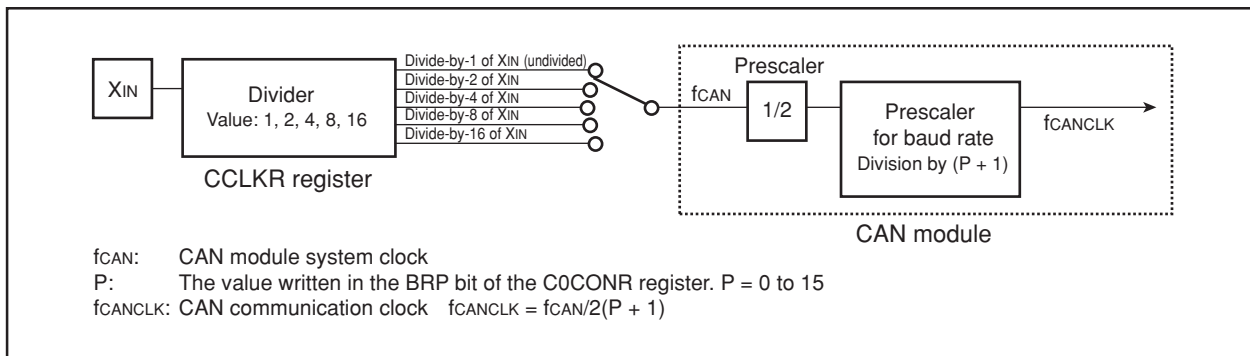 XIN
Divider
Value: 1, 2, 4, 8, 16
CCLKR register
Divide-by-1 of XIN (undivided)
Divide-by-2 of XIN
Divide-by-4 of XIN
Divide-by-8 of XIN
Divide-by-16 of XIN
fCAN
Prescaler
1/2
Prescaler
for baud rate
Division by (P + 1)
fCANCLK
CAN module
fCAN: CAN module system clock
P: The value written in the BRP bit of the C0CONR register. P = 0 to 15
fCANCLK: CAN communication clock fCANCLK = fCAN/2(P + 1)